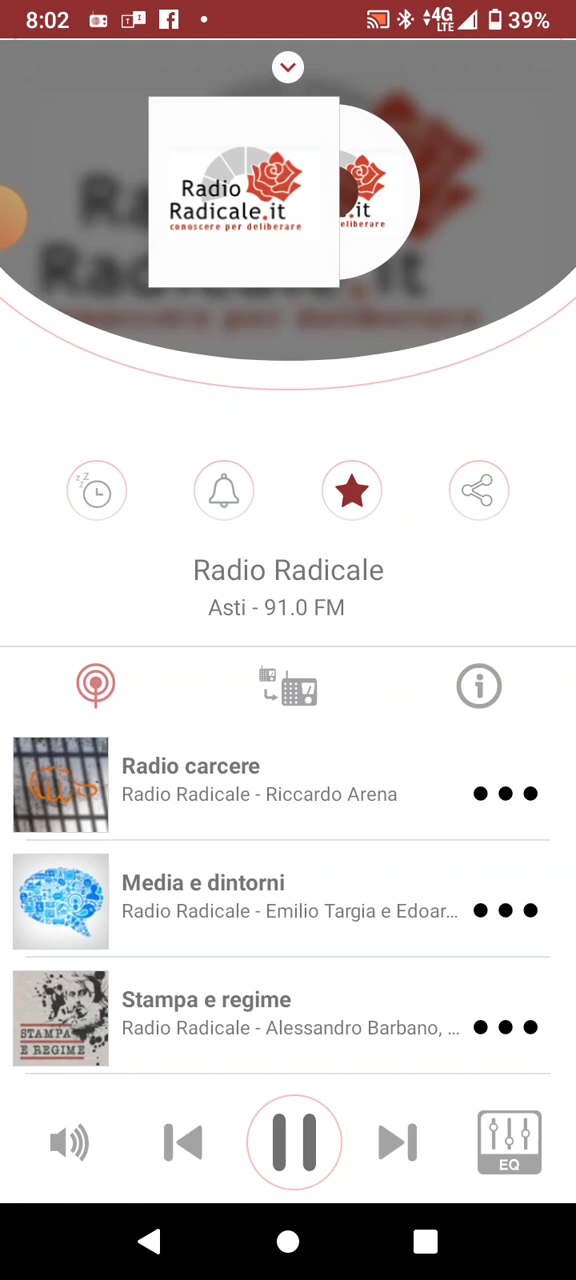 8:02
4G
LTE
39%
Radio
Radicale.it
conoscere per deliberare
it
eliberare
Radio Radicale
Asti - 91.0 FM
Radio carcere
Radio Radicale - Riccardo Arena
Media e dintorni
Radio Radicale - Emilio Targia e Edoar...
Stampa e regime
Radio Radicale - Alessandro Barbano, ...
STAMPA
E REGIME
EQ